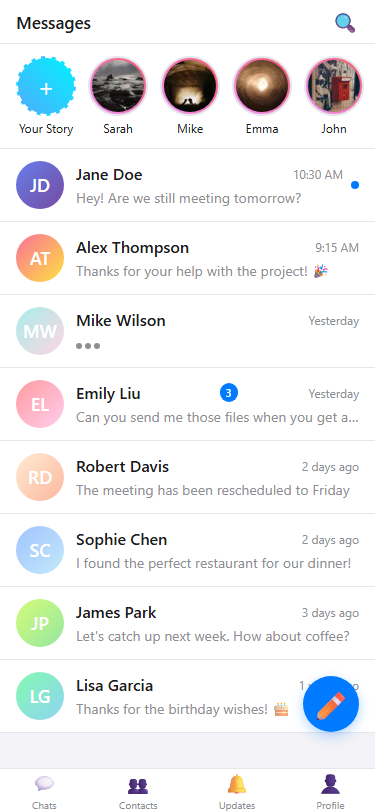 Messages
+
Your Story
Sarah
Mike
Emma
John
JD
Jane Doe
10:30 AM
Hey! Are we still meeting tomorrow?
AT
Alex Thompson
9:15 AM
Thanks for your help with the project! 🎉
MW
Mike Wilson
Yesterday
EL
Emily Liu
3
Yesterday
Can you send me those files when you get a...
RD
Robert Davis
2 days ago
The meeting has been rescheduled to Friday
SC
Sophie Chen
2 days ago
I found the perfect restaurant for our dinner!
JP
James Park
3 days ago
Let's catch up next week. How about coffee?
LG
Lisa Garcia
1
Thanks for the birthday wishes! 🎂
Chats
Contacts
Updates
Profile